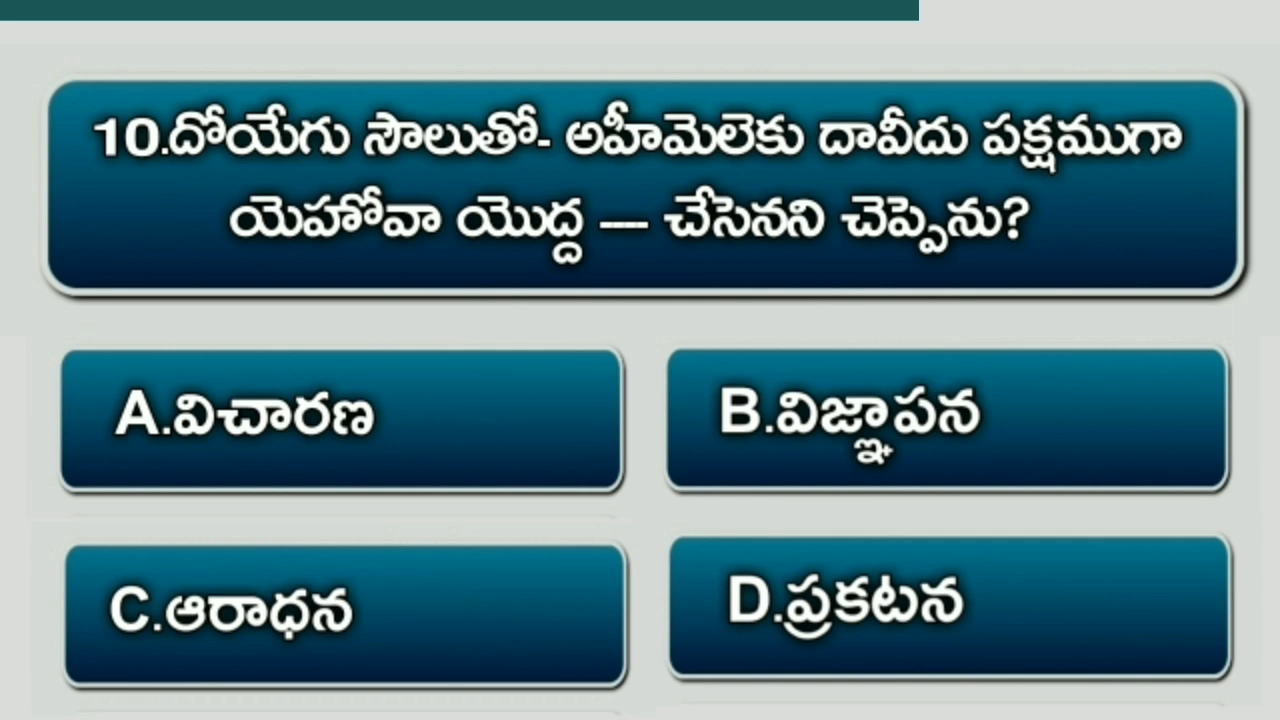 10.దోయేగు సౌలుతో- అహీమెలెకు దావీదు పక్షముగా
యెహోవా యొద్ద ---- చేసెనని చెప్పెను?
A.విచారణ
B.విజ్ఞాపన
C.ఆరాధన
D.ప్రకటన